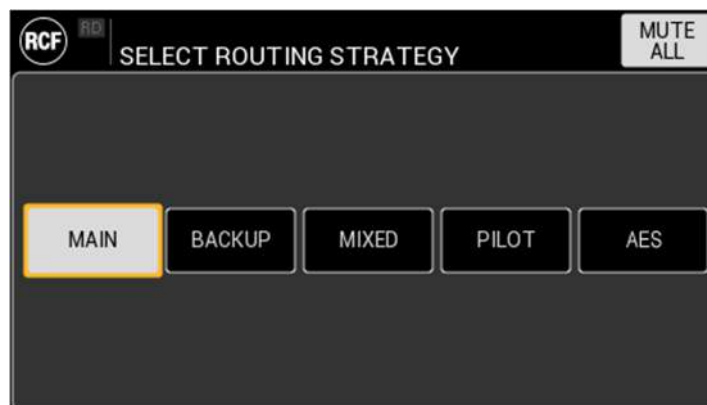 RCF RD
SELECT ROUTING STRATEGY
MUTE
ALL
MAIN BACKUP MIXED PILOT AES